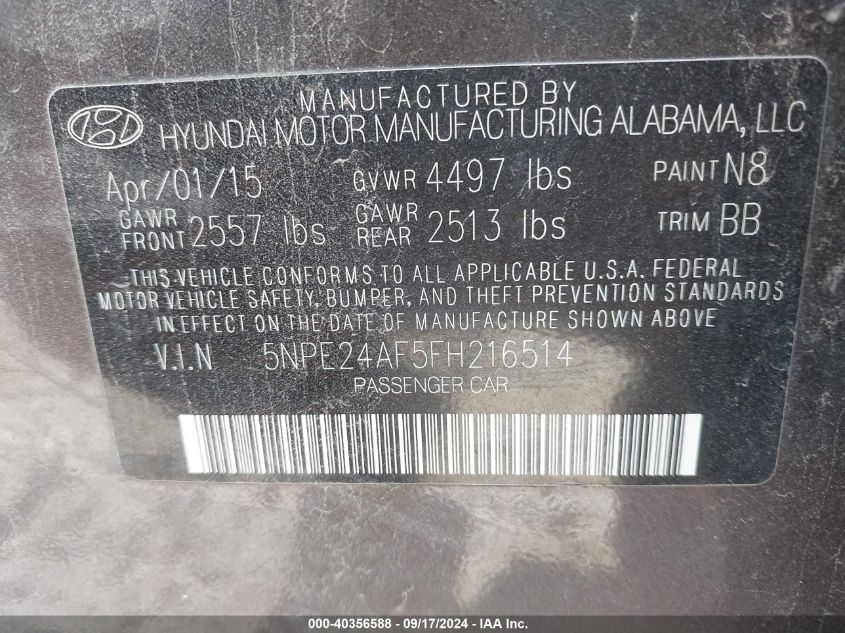 MANUFACTURED BY
HYUNDAI MOTOR MANUFACTURING ALABAMA, LLC
Apr/01/15 GVWR 4497 lbs PAINT N8
GAWR FRONT 2557 lbs GAWR REAR 2513 lbs TRIM BB
THIS VEHICLE CONFORMS TO ALL APPLICABLE U.S.A. FEDERAL
MOTOR VEHICLE SAFETY, BUMPER, AND THEFT PREVENTION STANDARDS
IN EFFECT ON THE DATE OF MANUFACTURE SHOWN ABOVE.
V.I.N 5NPE24AF5FH216514
PASSENGER CAR
000-40356588 - 09/17/2024 - IAA Inc.